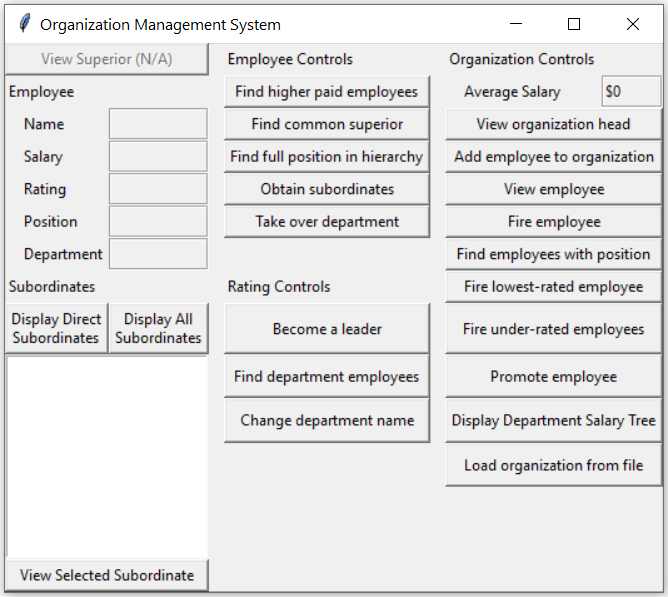 Organization Management System
View Superior (N/A)
Employee
Name
Salary
Rating
Position
Department
Subordinates
Display Direct
Subordinates
Display All
Subordinates
View Selected Subordinate
Employee Controls
Find higher paid employees
Find common superior
Find full position in hierarchy
Obtain subordinates
Take over department
Rating Controls
Become a leader
Find department employees
Change department name
Organization Controls
Average Salary
$0
View organization head
Add employee to organization
View employee
Fire employee
Find employees with position
Fire lowest-rated employee
Fire under-rated employees
Promote employee
Display Department Salary Tree
Load organization from file